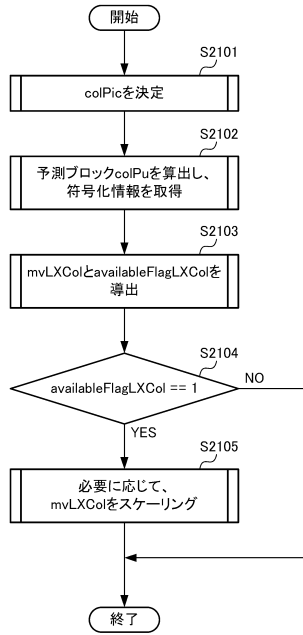 開始
S2101
colPicを決定
S2102
予測ブロックcolPuを算出し、
符号化情報を取得
S2103
mvLXColとavailableFlagLXColを
導出
S2104
availableFlagLXCol == 1
NO
YES
S2105
必要に応じて、
mvLXColをスケーリング
終了